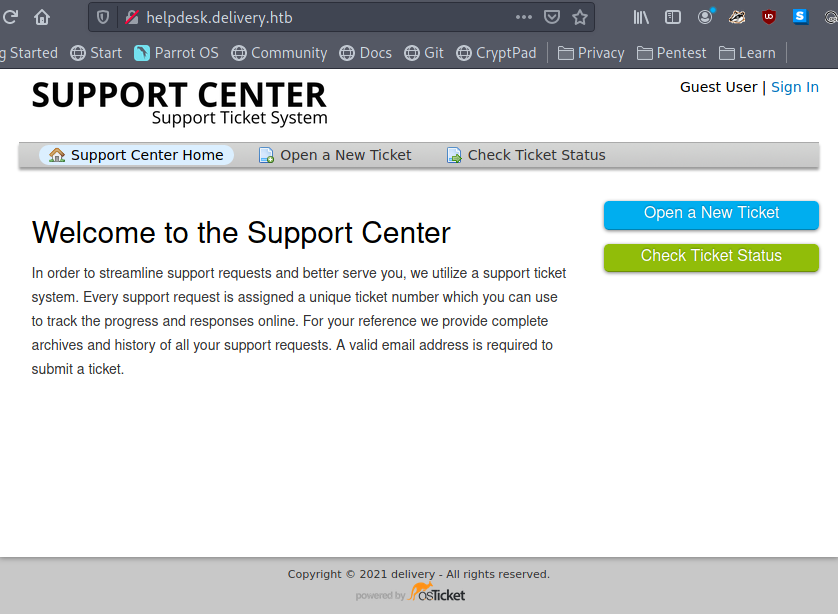 helpdesk.delivery.htb
g Started Start Parrot OS Community Docs Git CryptPad Privacy Pentest Learn
SUPPORT CENTER
Support Ticket System
Guest User | Sign In
Support Center Home Open a New Ticket Check Ticket Status
Open a New Ticket
Check Ticket Status
Welcome to the Support Center
In order to streamline support requests and better serve you, we utilize a support ticket
system. Every support request is assigned a unique ticket number which you can use
to track the progress and responses online. For your reference we provide complete
archives and history of all your support requests. A valid email address is required to
submit a ticket.
Copyright © 2021 delivery - All rights reserved.
powered by osTicket